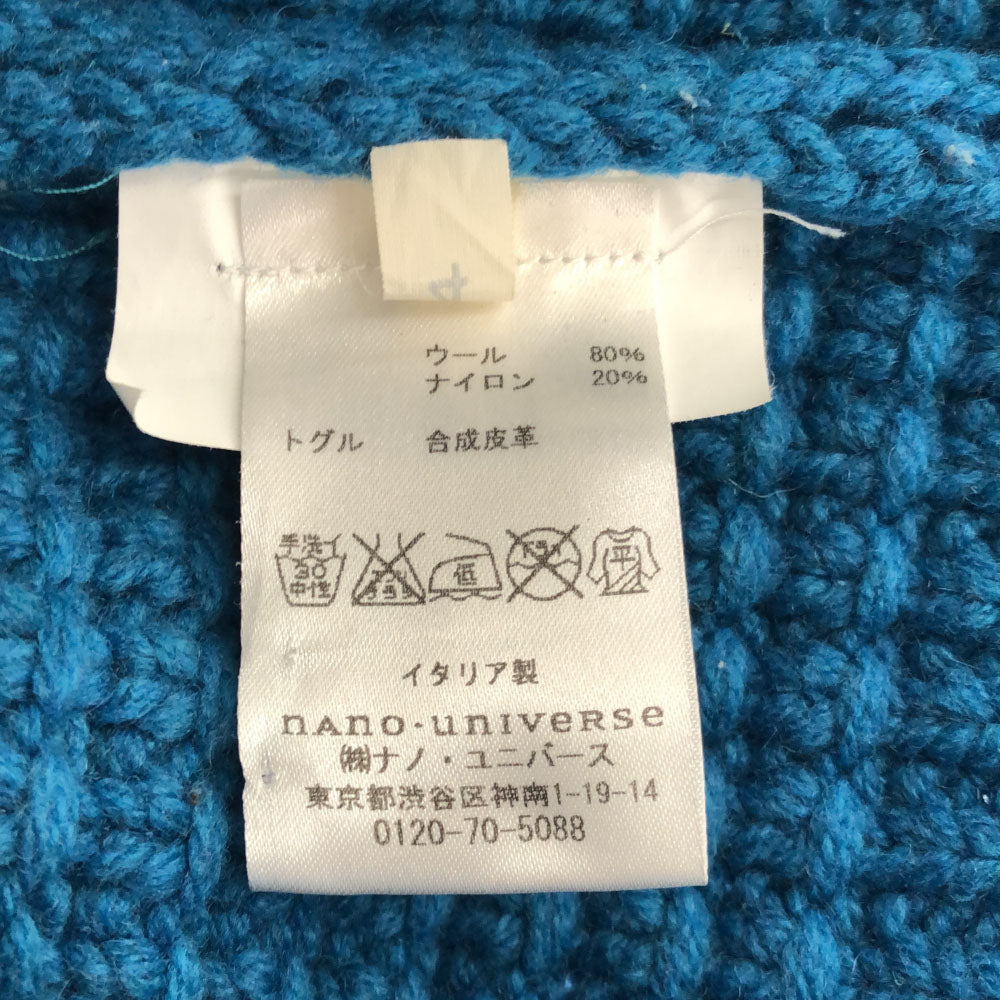 ウール 80%
ナイロン 20%
トグル 合成皮革
手洗イ
30
中性
低
平
イタリア製
nano・universe
㈱ナノ・ユニバース
東京都渋谷区神南1-19-14
0120-70-5088